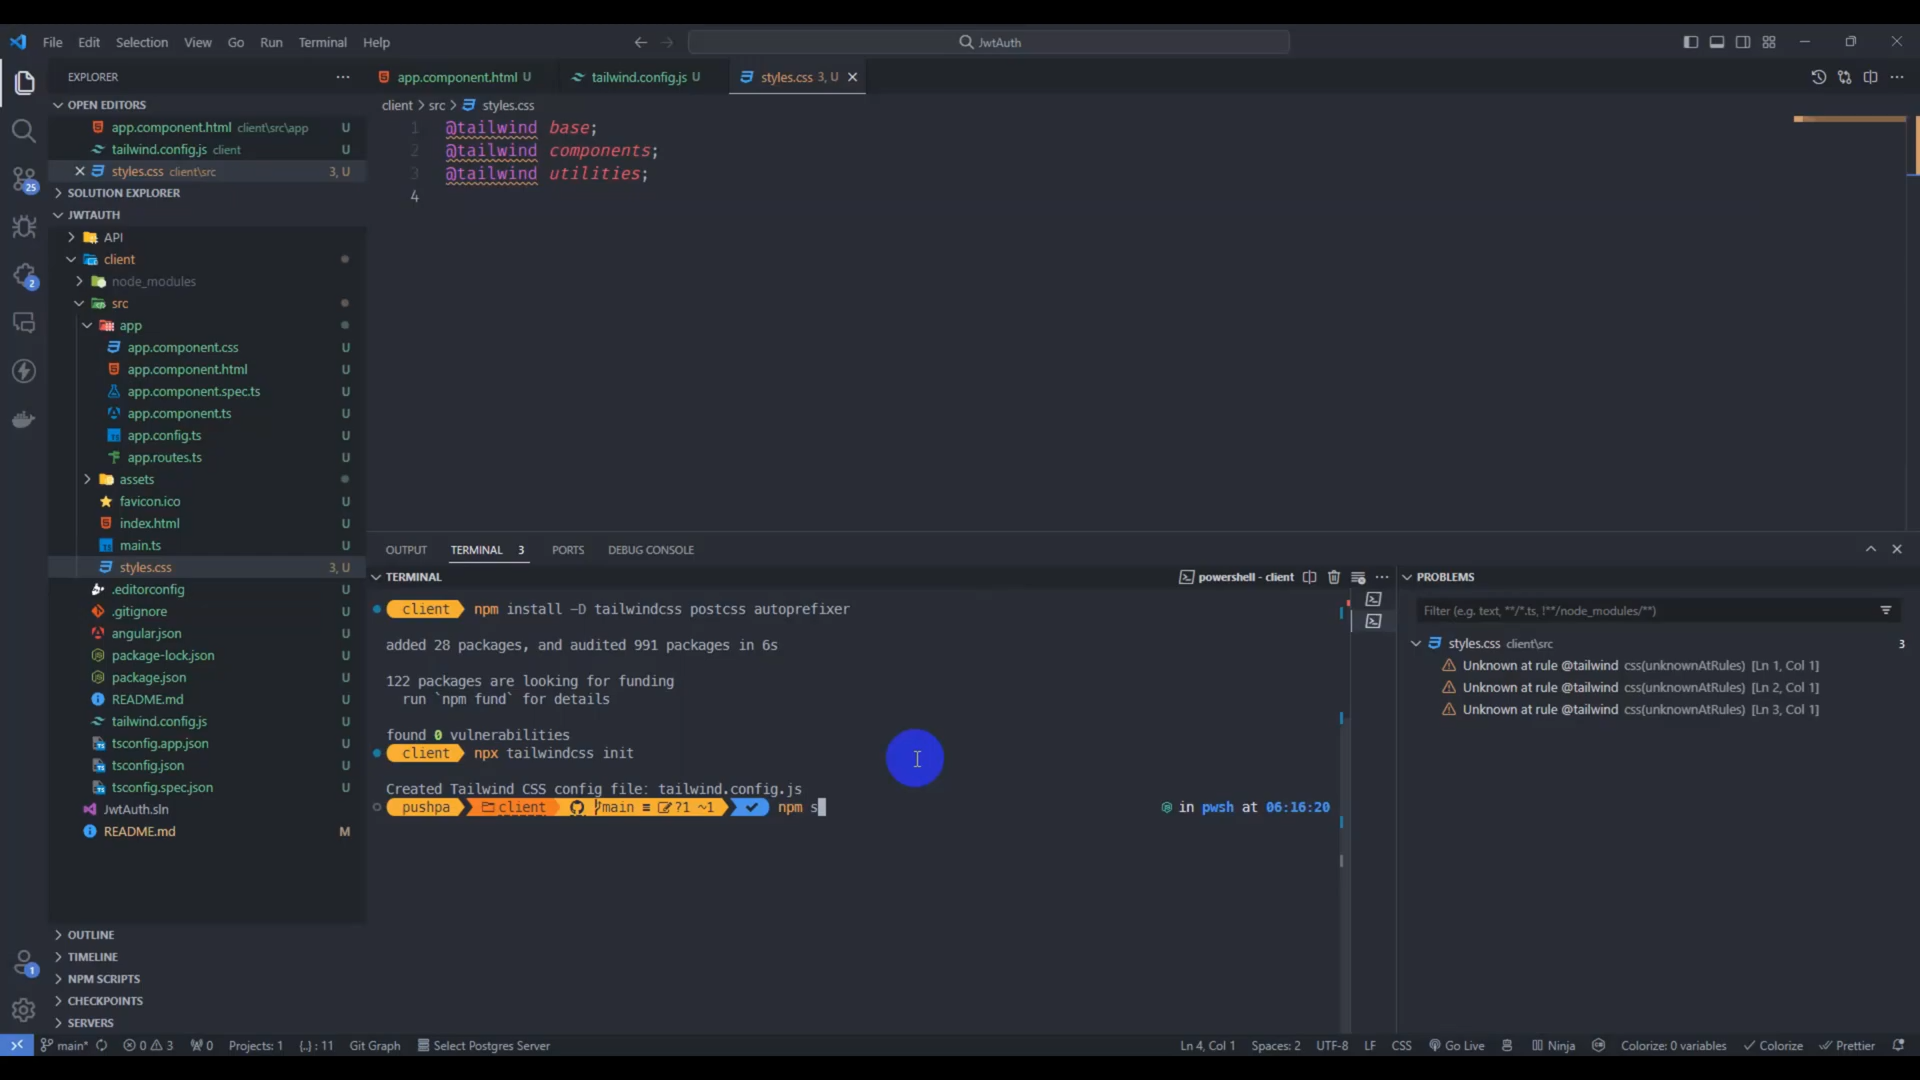 File Edit Selection View Go Run Terminal Help
JwtAuth
EXPLORER
OPEN EDITORS
app.component.html client\src\app U
tailwind.config.js client U
styles.css client\src 3, U
SOLUTION EXPLORER
JWTAUTH
API
client
node_modules
src
app
app.component.css U
app.component.html U
app.component.spec.ts U
app.component.ts U
app.config.ts U
app.routes.ts U
assets
favicon.ico U
index.html U
main.ts U
styles.css 3, U
.editorconfig U
.gitignore U
angular.json U
package-lock.json U
package.json U
README.md U
tailwind.config.js U
tsconfig.app.json U
tsconfig.json U
tsconfig.spec.json U
JwtAuth.sln
README.md M
OUTLINE
TIMELINE
NPM SCRIPTS
CHECKPOINTS
SERVERS
25
2
1
app.component.html U
tailwind.config.js U
styles.css 3, U
client > src > styles.css
1 @tailwind base;
2 @tailwind components;
3 @tailwind utilities;
4
OUTPUT TERMINAL 3 PORTS DEBUG CONSOLE
TERMINAL
powershell - client
client npm install -D tailwindcss postcss autoprefixer
added 28 packages, and audited 991 packages in 6s
122 packages are looking for funding
run `npm fund` for details
found 0 vulnerabilities
client npx tailwindcss init
Created Tailwind CSS config file: tailwind.config.js
pushpa client main ≡ ?1 ~1 npm s
in pwsh at 06:16:20
PROBLEMS
Filter (e.g. text, **/*.ts, !**/node_modules/**)
styles.css client\src 3
Unknown at rule @tailwind css(unknownAtRules) [Ln 1, Col 1]
Unknown at rule @tailwind css(unknownAtRules) [Ln 2, Col 1]
Unknown at rule @tailwind css(unknownAtRules) [Ln 3, Col 1]
main* 0 3 0 Projects: 1 {..} : 11 Git Graph Select Postgres Server
Ln 4, Col 1 Spaces: 2 UTF-8 LF CSS Go Live Ninja Colorize: 0 variables Colorize Prettier